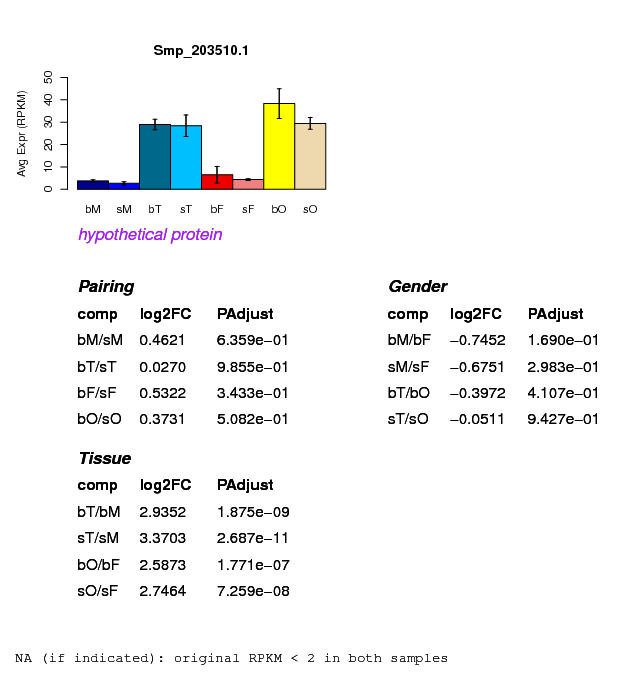 Smp_203510.1
Avg Expr (RPKM)
50
40
30
20
10
0
bM sM bT sT bF sF bO sO
hypothetical protein
Pairing
comp log2FC PAdjust
bM/sM 0.4621 6.359e−01
bT/sT 0.0270 9.855e−01
bF/sF 0.5322 3.433e−01
bO/sO 0.3731 5.082e−01
Gender
comp log2FC PAdjust
bM/bF −0.7452 1.690e−01
sM/sF −0.6751 2.983e−01
bT/bO −0.3972 4.107e−01
sT/sO −0.0511 9.427e−01
Tissue
comp log2FC PAdjust
bT/bM 2.9352 1.875e−09
sT/sM 3.3703 2.687e−11
bO/bF 2.5873 1.771e−07
sO/sF 2.7464 7.259e−08
NA (if indicated): original RPKM < 2 in both samples